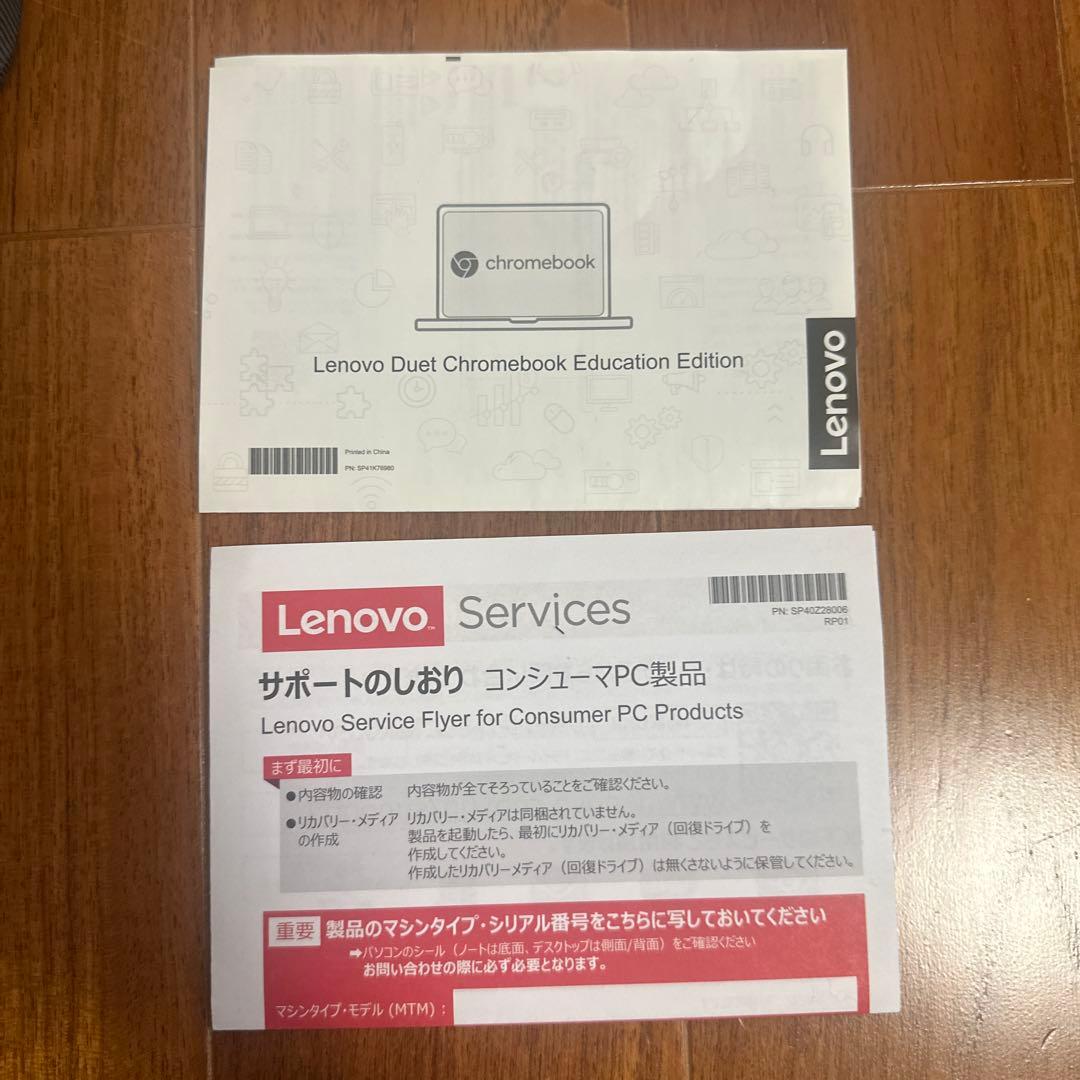 chromebook
Lenovo Duet Chromebook Education Edition
Lenovo
Printed in China
PN: SP41K76980
Lenovo™ Services
PN: SP40Z28006
RP01
サポートのしおり コンシューマPC製品
Lenovo Service Flyer for Consumer PC Products
まず最初に
●内容物の確認 内容物が全てそろっていることをご確認ください。
●リカバリー・メディアの作成 リカバリー・メディアは同梱されていません。
製品を起動したら、最初にリカバリー・メディア（回復ドライブ）を
作成してください。
作成したリカバリーメディア（回復ドライブ）は無くさないように保管してください。
重要 製品のマシンタイプ・シリアル番号をこちらに写しておいてください
➡パソコンのシール（ノートは底面、デスクトップは側面/背面）をご確認ください
お問い合わせの際に必ず必要となります。
マシンタイプ・モデル (MTM)：